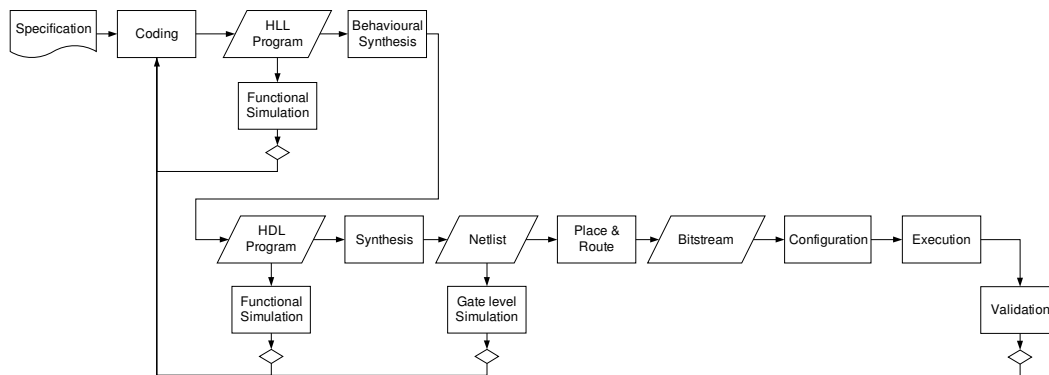 Specification
Coding
HLL
Program
Behavioural
Synthesis
Functional
Simulation
HDL
Program
Synthesis
Netlist
Place &
Route
Bitstream
Configuration
Execution
Functional
Simulation
Gate level
Simulation
Validation